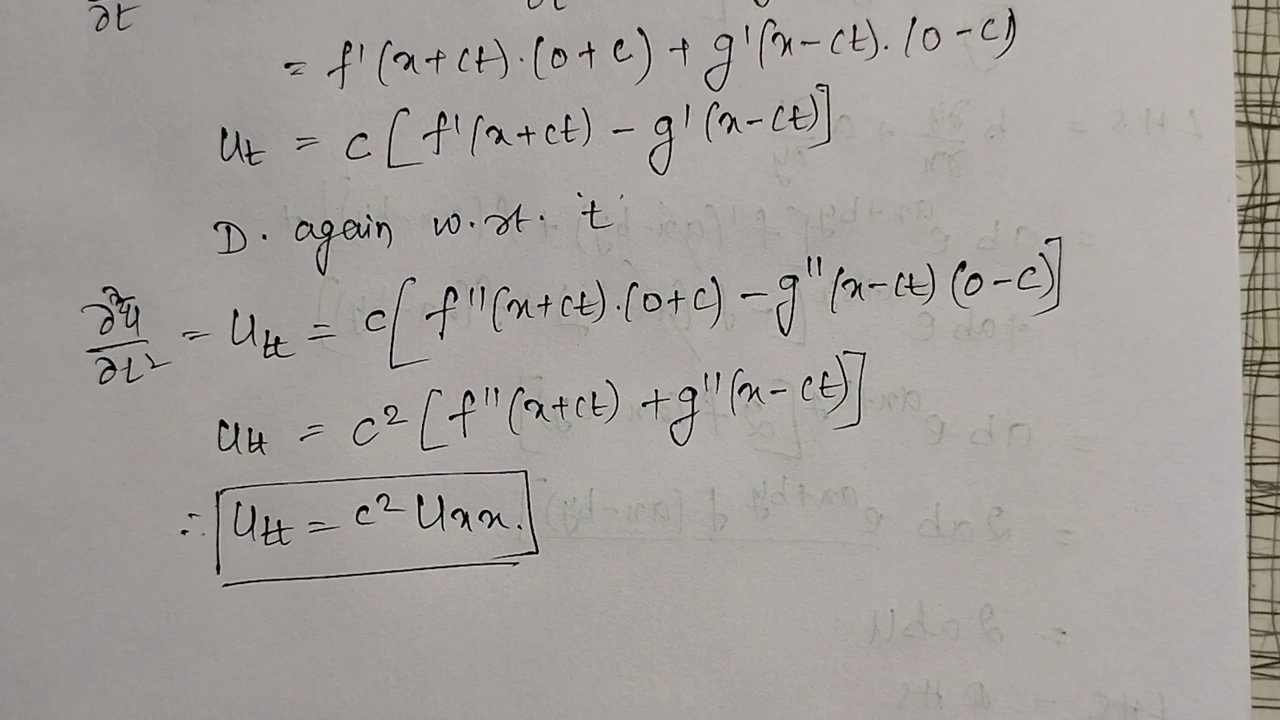 ∂t
= f'(x+ct).(0+c) + g'(x-ct).(0-c)
Ut = c[f'(x+ct) - g'(x-ct)]
D. again w.r.t. 't'
∂²u/∂t² = Utt = c[f''(x+ct).(0+c) - g''(x-ct)(0-c)]
Utt = c²[f''(x+ct) + g''(x-ct)]
∴ Utt = c² Uxx.